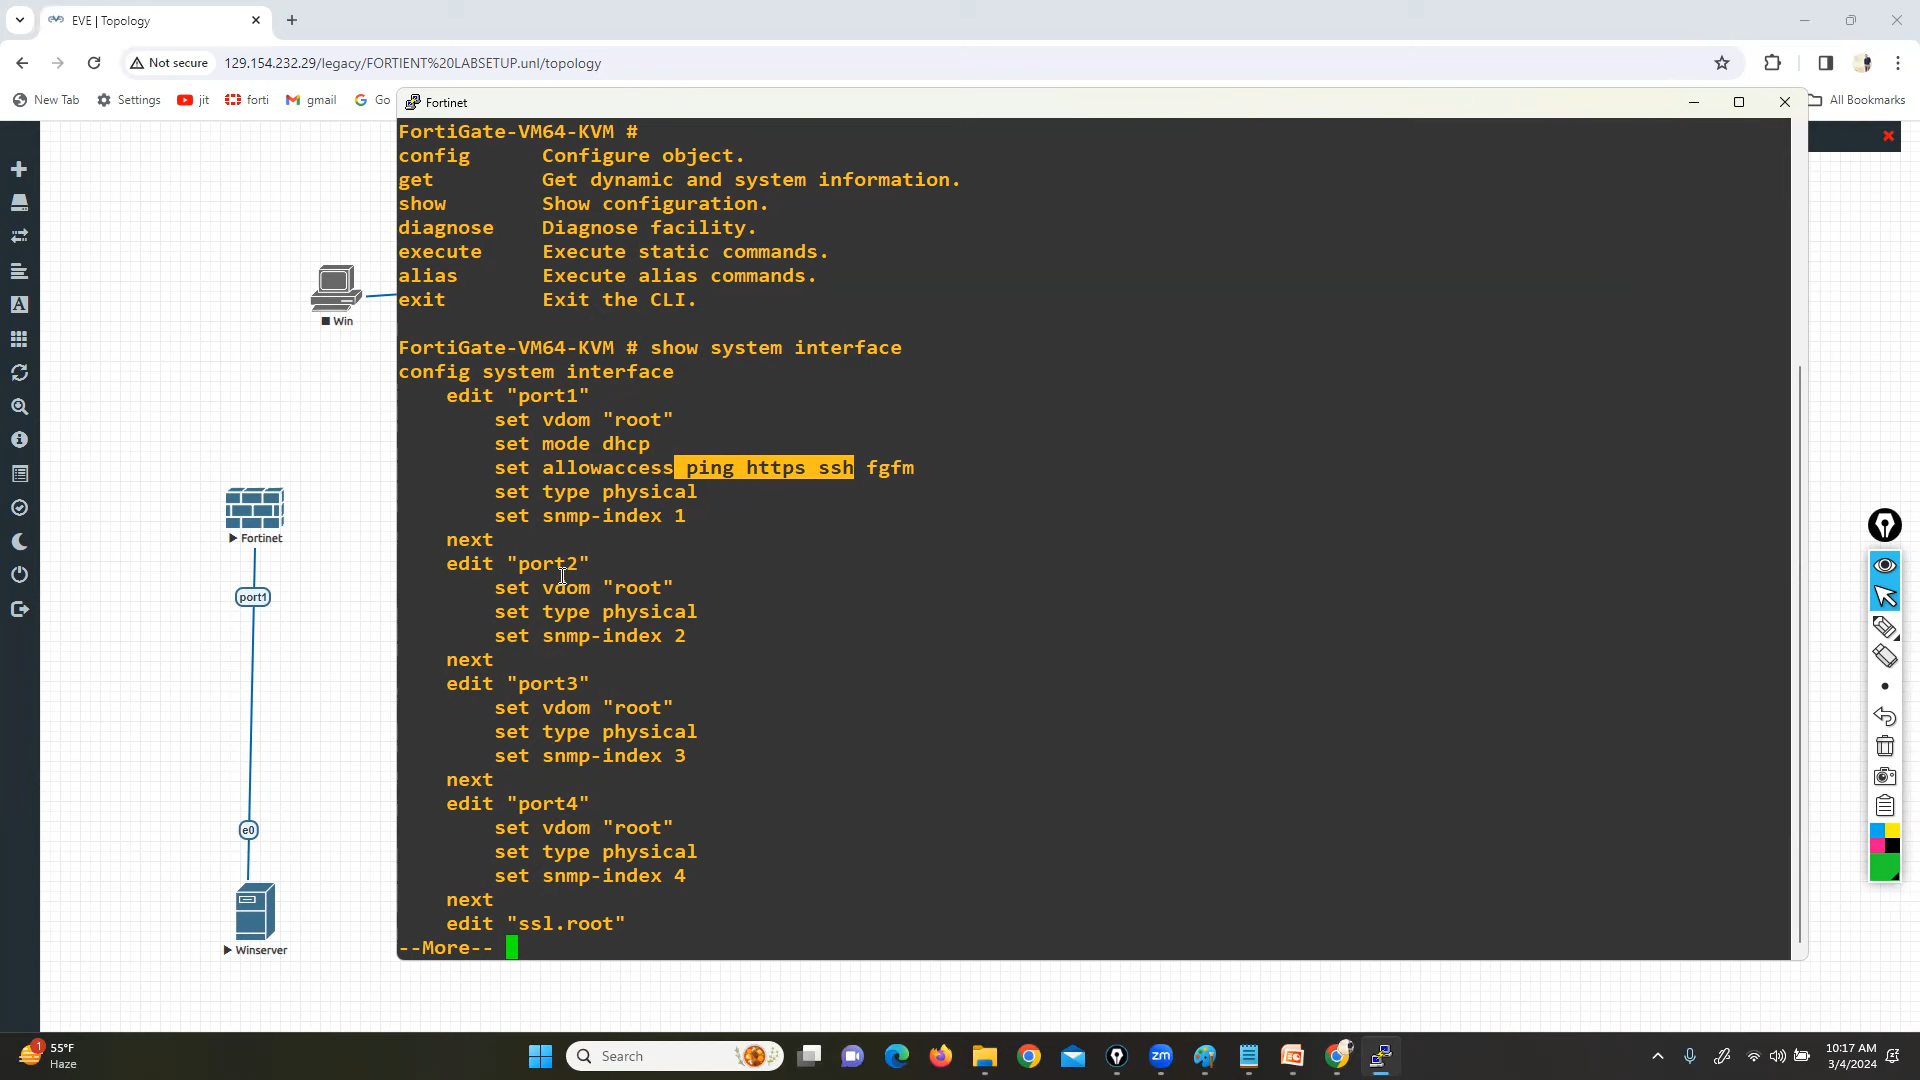 EVE | Topology
Not secure
129.154.232.29/legacy/FORTIENT%20LABSETUP.unl/topology
New Tab
Settings
jit
forti
gmail
Go
All Bookmarks
Fortinet
FortiGate-VM64-KVM #
config Configure object.
get Get dynamic and system information.
show Show configuration.
diagnose Diagnose facility.
execute Execute static commands.
alias Execute alias commands.
exit Exit the CLI.
FortiGate-VM64-KVM # show system interface
config system interface
edit "port1"
set vdom "root"
set mode dhcp
set allowaccess ping https ssh fgfm
set type physical
set snmp-index 1
next
edit "port2"
set vdom "root"
set type physical
set snmp-index 2
next
edit "port3"
set vdom "root"
set type physical
set snmp-index 3
next
edit "port4"
set vdom "root"
set type physical
set snmp-index 4
next
edit "ssl.root"
--More--
Win
Fortinet
port1
e0
Winserver
1
55°F
Haze
Search
zm
10:17 AM
3/4/2024